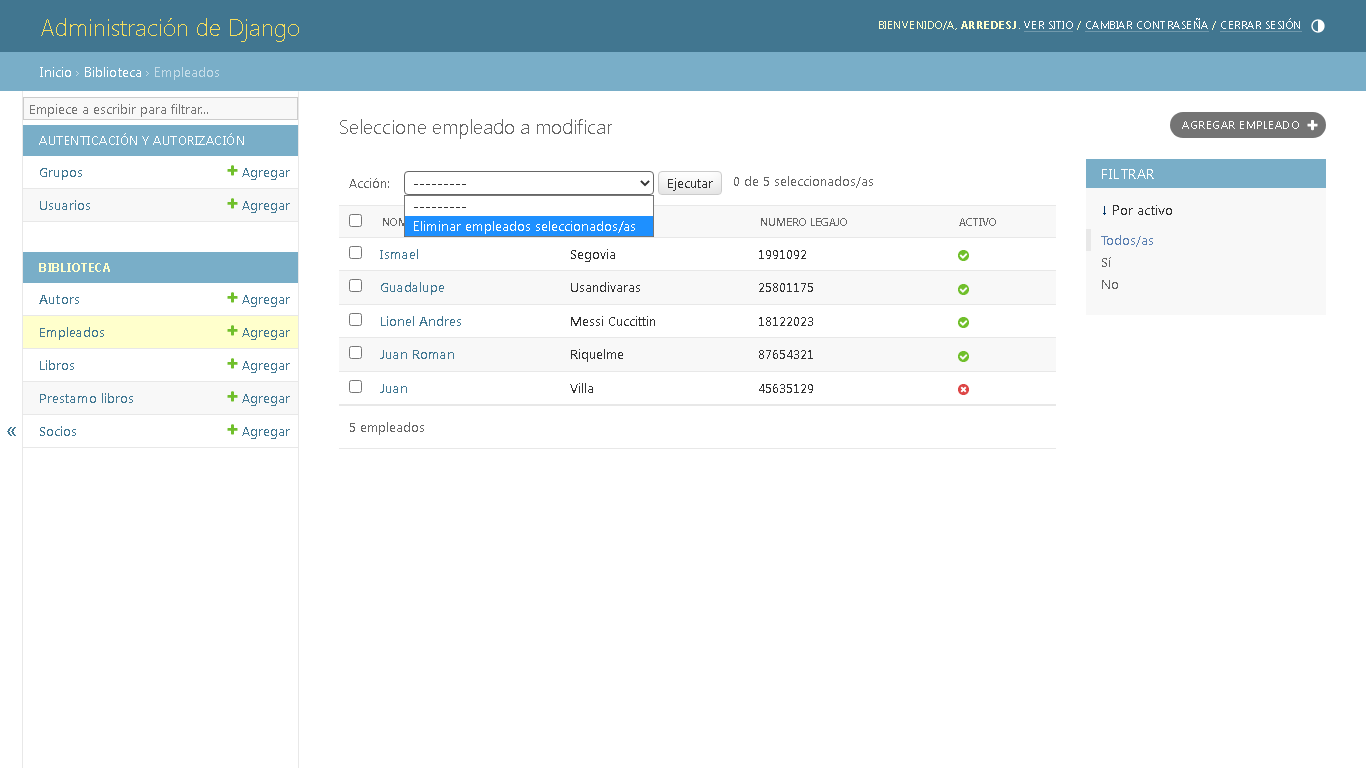 Administración de Django
BIENVENIDO/A, ARREDESJ. VER SITIO / CAMBIAR CONTRASEÑA / CERRAR SESIÓN
Inicio › Biblioteca › Empleados
Empiece a escribir para filtrar...
AUTENTICACIÓN Y AUTORIZACIÓN
Grupos Agregar
Usuarios Agregar
BIBLIOTECA
Autors Agregar
Empleados Agregar
Libros Agregar
Prestamo libros Agregar
Socios Agregar
«
Seleccione empleado a modificar
AGREGAR EMPLEADO
Acción: --------- Ejecutar 0 de 5 seleccionados/as
---------
Eliminar empleados seleccionados/as
NUMERO LEGAJO ACTIVO
Ismael Segovia 1991092
Guadalupe Usandivaras 25801175
Lionel Andres Messi Cuccittin 18122023
Juan Roman Riquelme 87654321
Juan Villa 45635129
5 empleados
FILTRAR
↓ Por activo
Todos/as
Sí
No